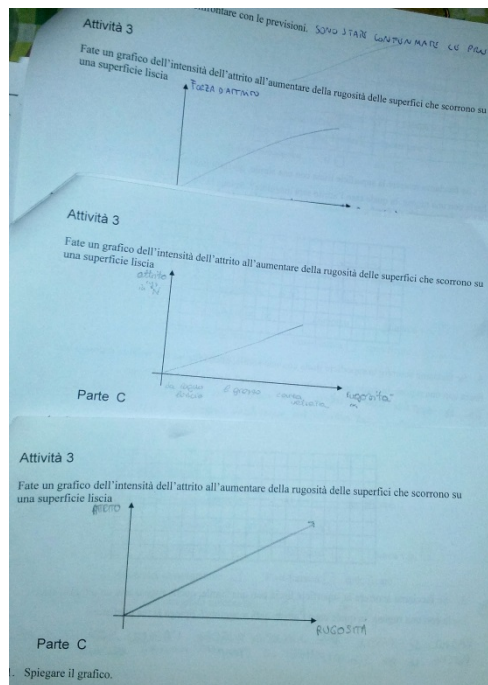 confrontare con le previsioni. SONO STATE CONFERMATE LE
Attività 3
Fate un grafico dell'intensità dell'attrito all'aumentare della rugosità delle superfici che scorrono su
una superficie liscia
FORZA D'ATTRITO
Attività 3
Fate un grafico dell'intensità dell'attrito all'aumentare della rugosità delle superfici che scorrono su
una superficie liscia
attrito
"rugosità"
Parte C
Attività 3
Fate un grafico dell'intensità dell'attrito all'aumentare della rugosità delle superfici che scorrono su
una superficie liscia
ATTRITO
RUGOSITÁ
Parte C
1. Spiegare il grafico.